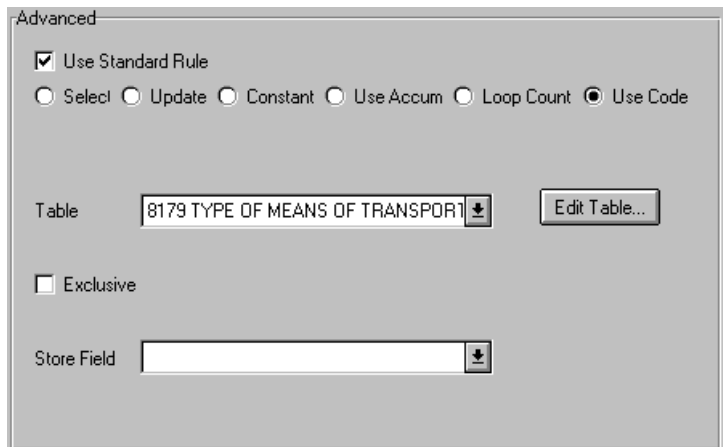 Advanced
Use Standard Rule
Select Update Constant Use Accum Loop Count Use Code
Table 8179 TYPE OF MEANS OF TRANSPORT Edit Table...
Exclusive
Store Field